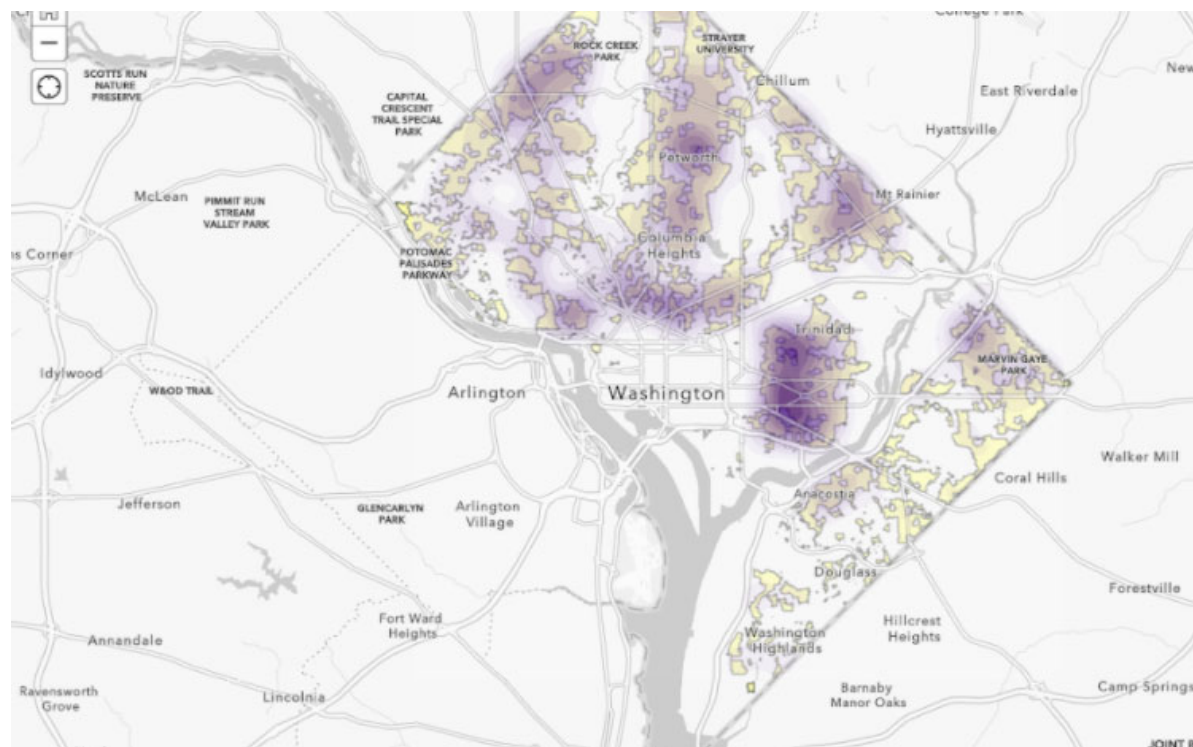 ROCK CREEK
PARK
STRAYER
UNIVERSITY
SCOTTS RUN
NATURE
PRESERVE
Chillum
New
CAPITAL
CRESCENT
TRAIL SPECIAL
PARK
East Riverdale
Hyattsville
Petworth
McLean
PIMMIT RUN
STREAM
VALLEY PARK
Mt Rainier
Columbia
Heights
ns Corner
POTOMAC
PALISADES
PARKWAY
Trinidad
MARVIN GAYE
PARK
Idylwood
W&OD TRAIL
Arlington
Washington
Walker Mill
Coral Hills
Anacostia
Jefferson
GLENCARLYN
PARK
Arlington
Village
Douglass
Forestville
Fort Ward
Heights
Washington
Highlands
Hillcrest
Heights
Annandale
Ravensworth
Grove
Lincolnia
Barnaby
Manor Oaks
Camp Springs